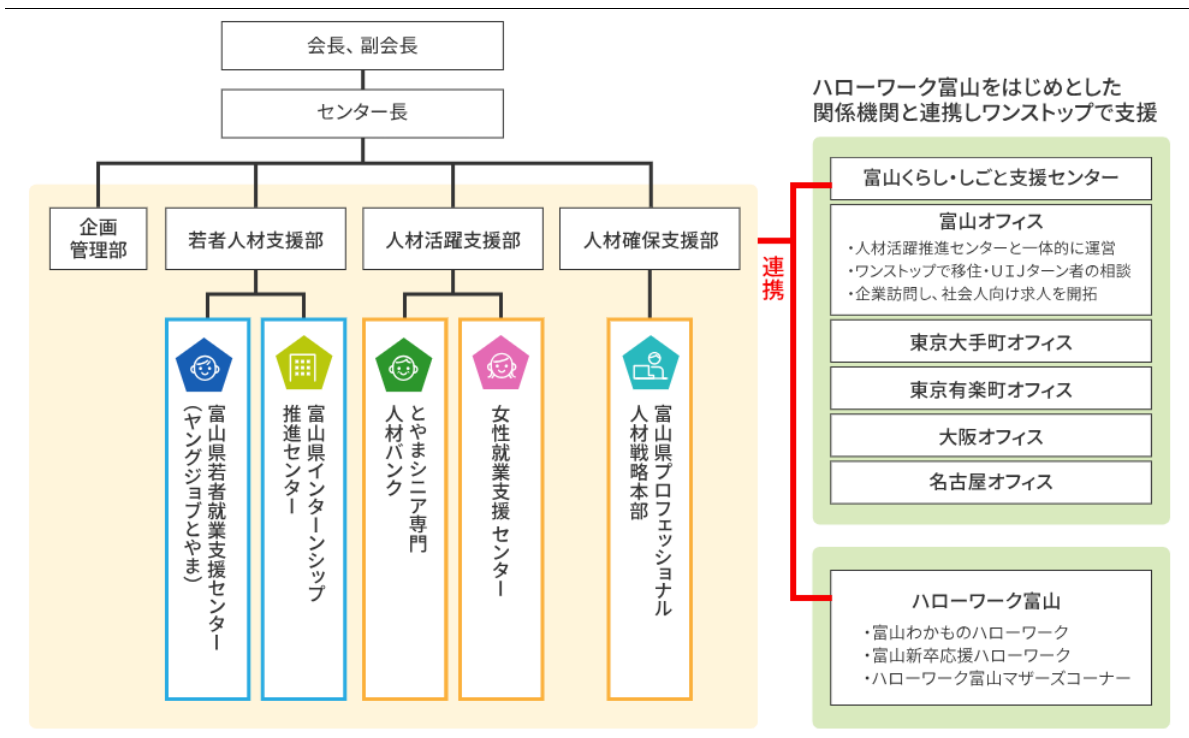 会長、副会長
センター長
企画
管理部
若者人材支援部
人材活躍支援部
人材確保支援部
富山県若者就業支援センター
(ヤングジョブとやま)
富山県インターンシップ
推進センター
とやまシニア専門
人材バンク
女性就業支援 センター
富山県プロフェッショナル
人材戦略本部
連携
ハローワーク富山をはじめとした
関係機関と連携しワンストップで支援
富山くらし・しごと支援センター
富山オフィス
・人材活躍推進センターと一体的に運営
・ワンストップで移住・UIJターン者の相談
・企業訪問し、社会人向け求人を開拓
東京大手町オフィス
東京有楽町オフィス
大阪オフィス
名古屋オフィス
ハローワーク富山
・富山わかものハローワーク
・富山新卒応援ハローワーク
・ハローワーク富山マザーズコーナー